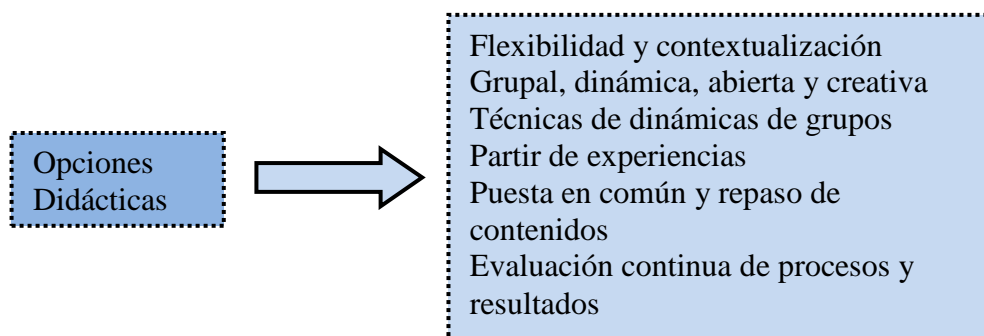 Opciones
Didácticas
Flexibilidad y contextualización
Grupal, dinámica, abierta y creativa
Técnicas de dinámicas de grupos
Partir de experiencias
Puesta en común y repaso de
contenidos
Evaluación continua de procesos y
resultados